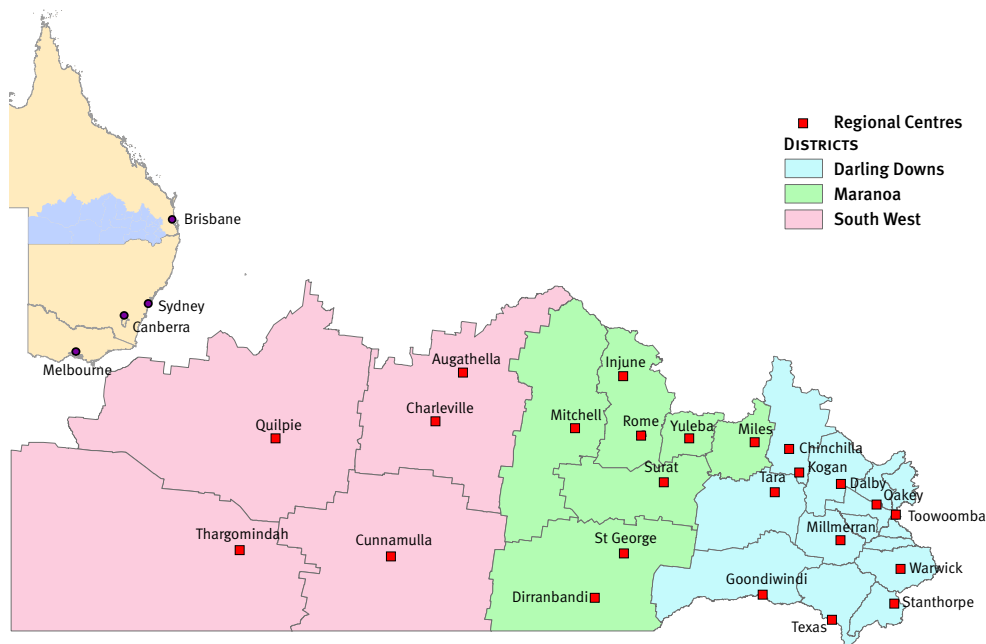 Regional Centres
DISTRICTS
Darling Downs
Maranoa
South West
Brisbane
Sydney
Canberra
Melbourne
Augathella
Injune
Charleville
Mitchell
Rome
Yuleba
Miles
Quilpie
Chinchilla
Surat
Kogan
Tara
Dalby
Oakey
Toowoomba
Thargomindah
Cunnamulla
St George
Millmerran
Warwick
Goondiwindi
Dirranbandi
Stanthorpe
Texas